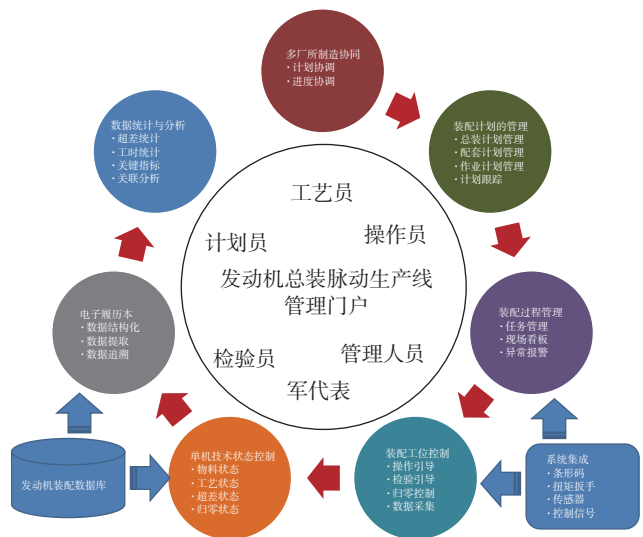 多厂所制造协同
·计划协调
·进度协调
装配计划的管理
·总装计划管理
·配套计划管理
·作业计划管理
·计划跟踪
装配过程管理
·任务管理
·现场看板
·异常报警
系统集成
·条形码
·扭矩扳手
·传感器
·控制信号
装配工位控制
·操作引导
·检验引导
·归零控制
·数据采集
单机技术状态控制
·物料状态
·工艺状态
·超差状态
·归零状态
发动机装配数据库
电子履历本
·数据结构化
·数据提取
·数据追溯
数据统计与分析
·超差统计
·工时统计
·关键指标
·关联分析
工艺员
计划员
操作员
发动机总装脉动生产线
管理门户
检验员
管理人员
军代表